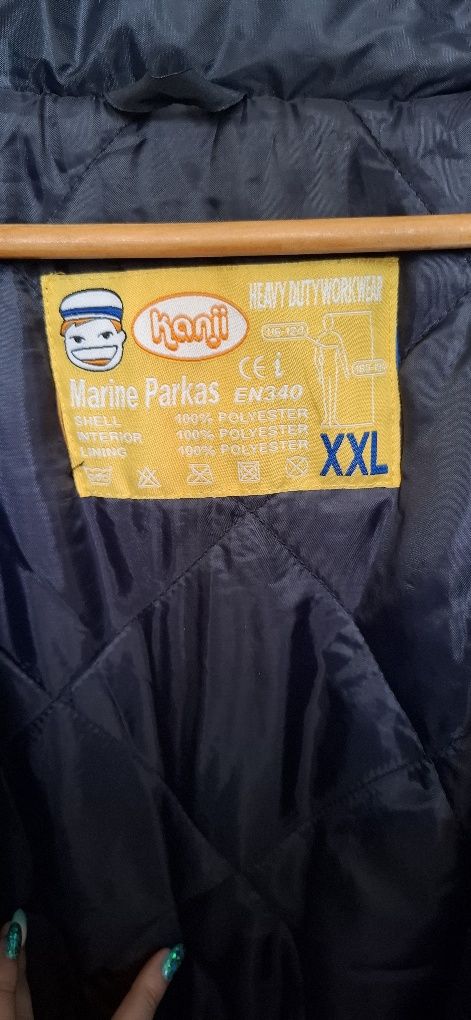 HEAVY DUTY WORKWEAR
kanji
Marine Parkas
CE i
EN340
SHELL 100% POLYESTER
INTERIOR 100% POLYESTER
LINING 100% POLYESTER
XXL